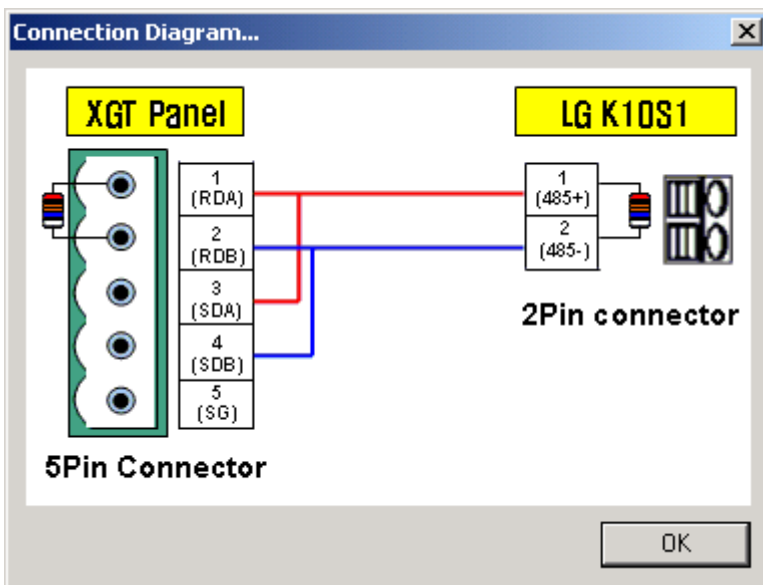 Connection Diagram...
XGT Panel
LG K10S1
1
(RDA)
2
(RDB)
3
(SDA)
4
(SDB)
5
(SG)
1
(485+)
2
(485-)
2Pin connector
5Pin Connector
OK